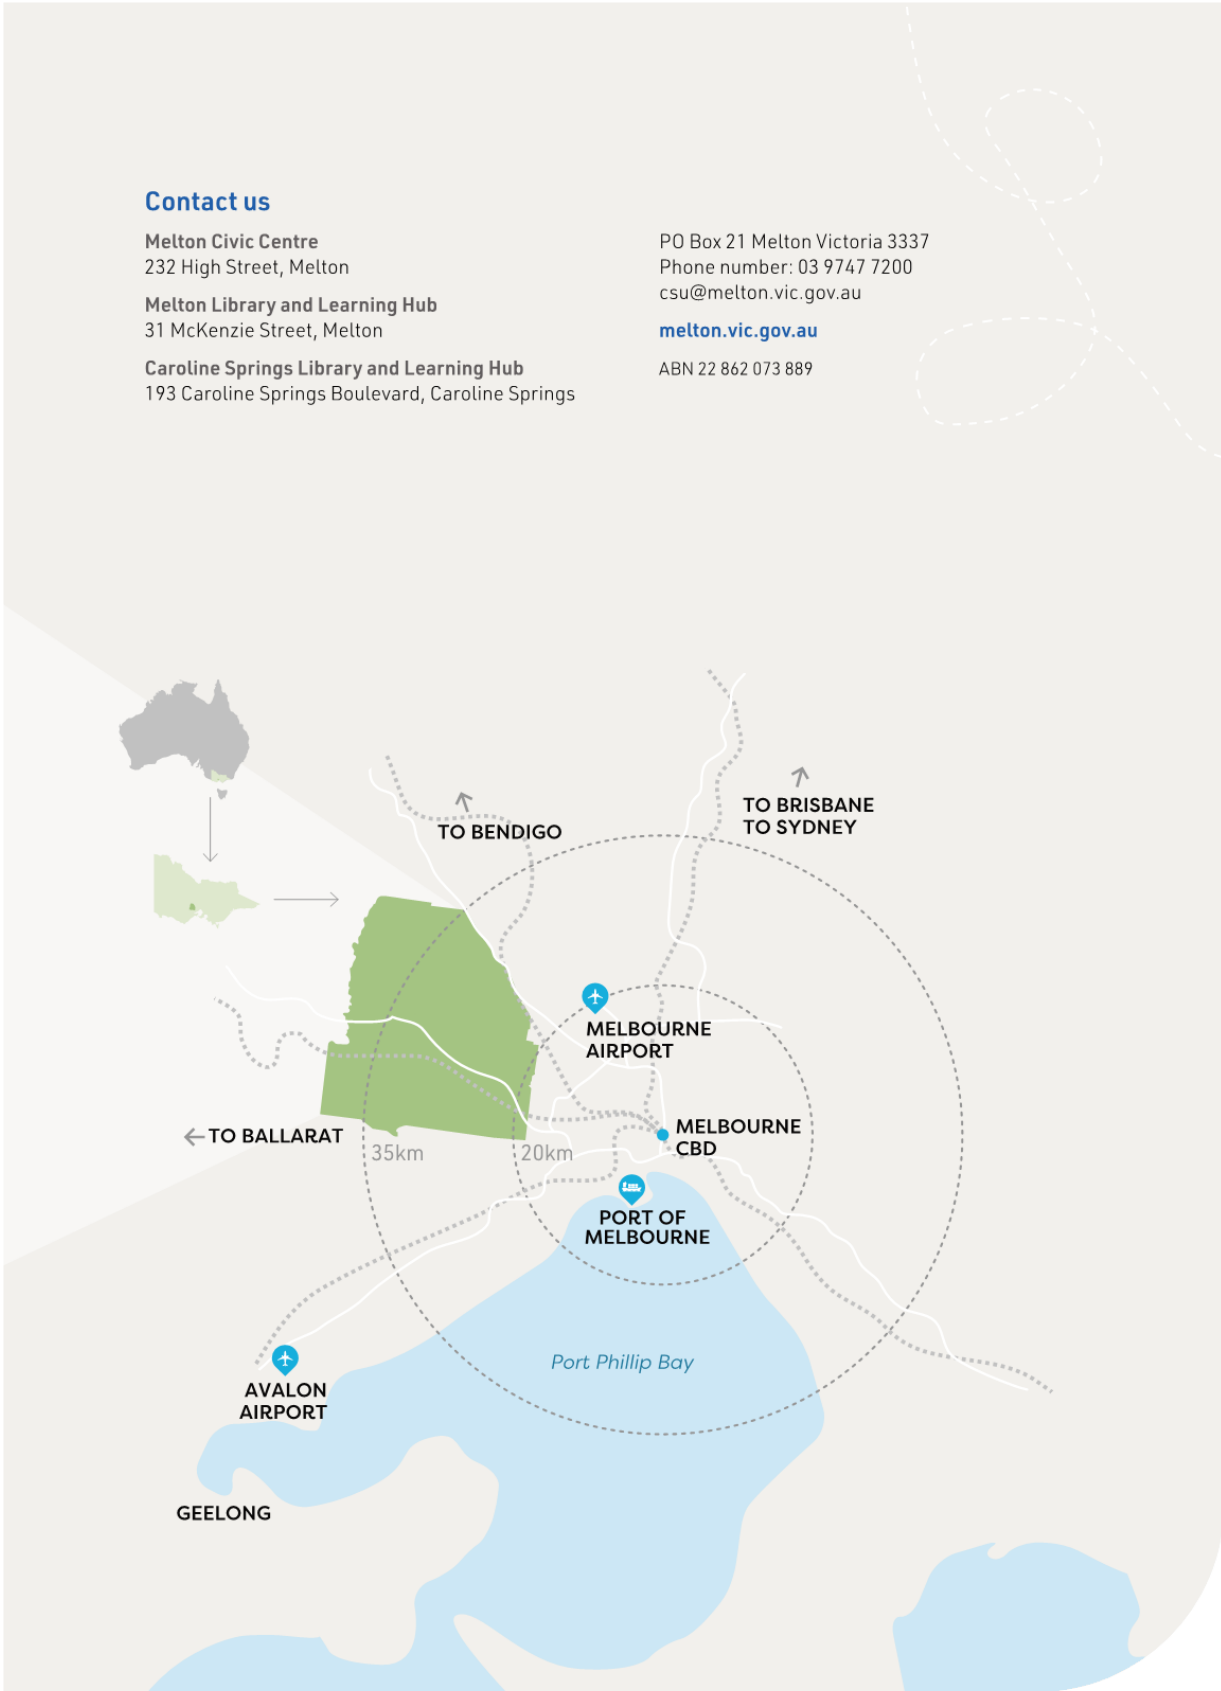 Contact us
Melton Civic Centre
232 High Street, Melton
Melton Library and Learning Hub
31 McKenzie Street, Melton
Caroline Springs Library and Learning Hub
193 Caroline Springs Boulevard, Caroline Springs
PO Box 21 Melton Victoria 3337
Phone number: 03 9747 7200
csu@melton.vic.gov.au
melton.vic.gov.au
ABN 22 862 073 889
TO BRISBANE
TO SYDNEY
TO BENDIGO
MELBOURNE
AIRPORT
MELBOURNE
CBD
TO BALLARAT
35km
20km
PORT OF
MELBOURNE
Port Phillip Bay
AVALON
AIRPORT
GEELONG